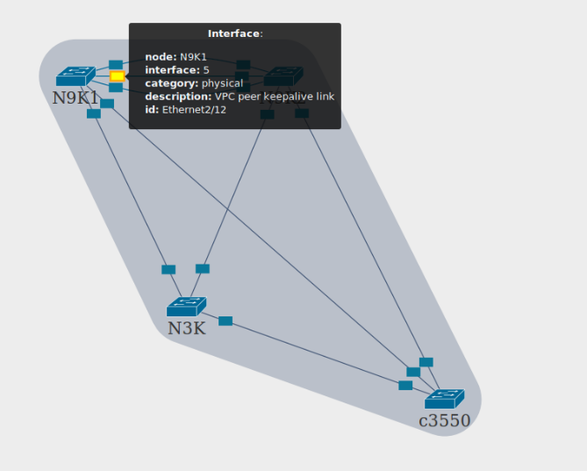 Interface:
node: N9K1
interface: 5
category: physical
description: VPC peer keepalive link
id: Ethernet2/12
N9K1
N3K
c3550